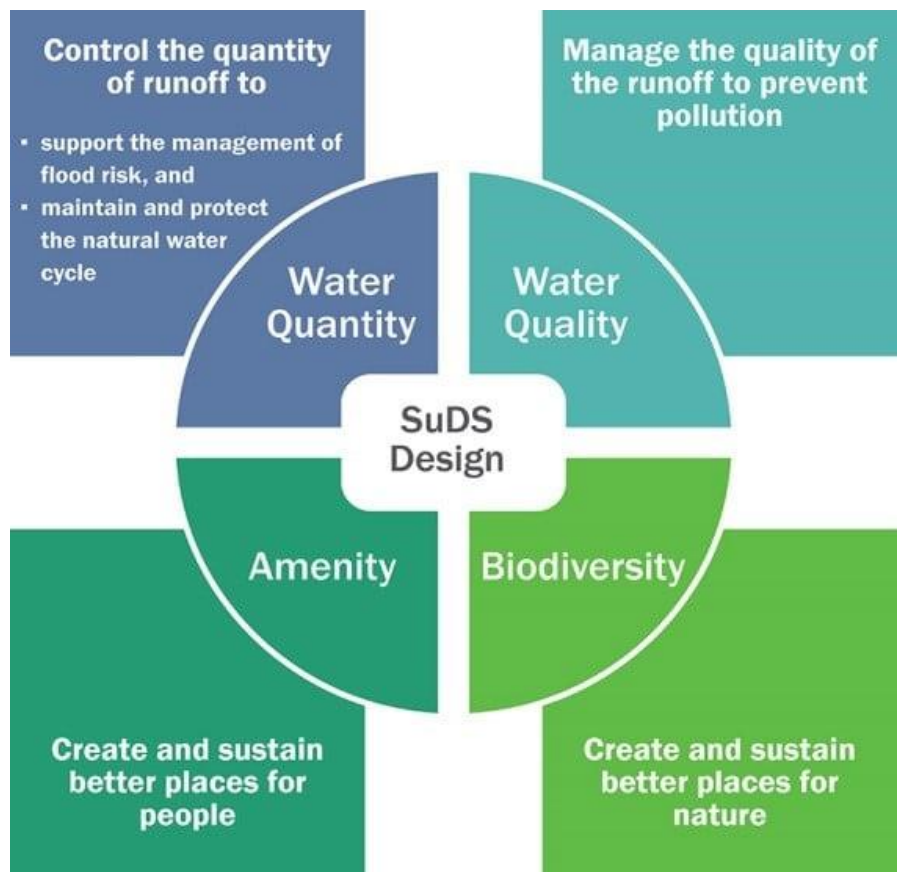 Control the quantity
of runoff to
▪ support the management of
flood risk, and
▪ maintain and protect
the natural water
cycle
Manage the quality of
the runoff to prevent
pollution
Water
Quantity
Water
Quality
SuDS
Design
Amenity
Biodiversity
Create and sustain
better places for
people
Create and sustain
better places for
nature